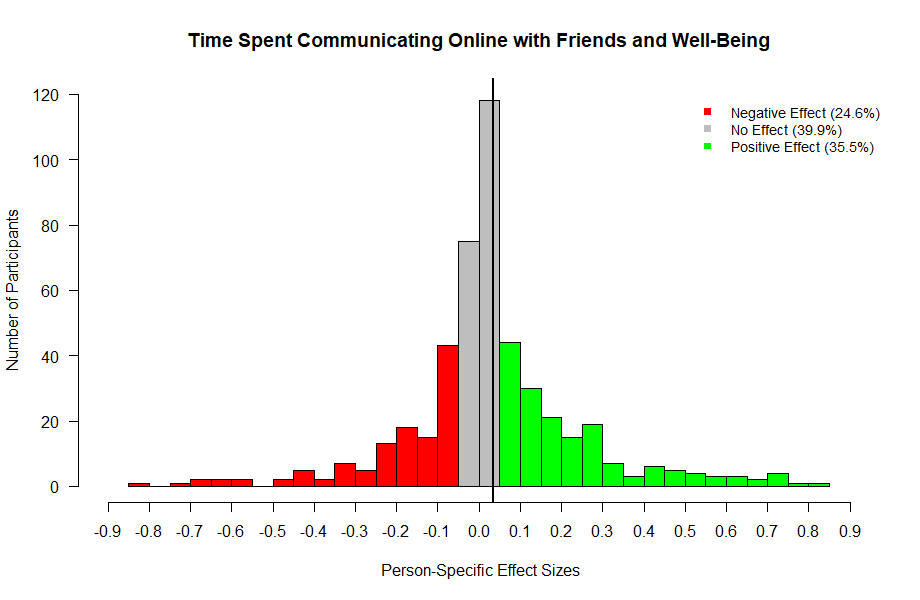 Time Spent Communicating Online with Friends and Well-Being
Negative Effect (24.6%)
No Effect (39.9%)
Positive Effect (35.5%)
Number of Participants
120
100
80
60
40
20
0
-0.9 -0.8 -0.7 -0.6 -0.5 -0.4 -0.3 -0.2 -0.1 0.0 0.1 0.2 0.3 0.4 0.5 0.6 0.7 0.8 0.9
Person-Specific Effect Sizes